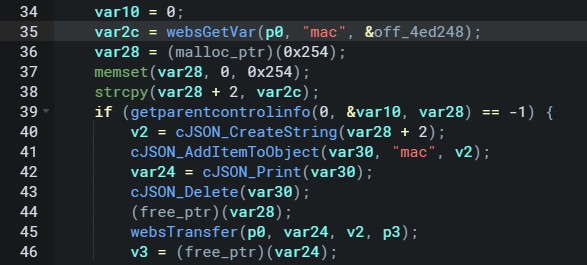 34 var10 = 0;
35 var2c = websGetVar(p0, "mac", &off_4ed248);
36 var28 = (malloc_ptr)(0x254);
37 memset(var28, 0, 0x254);
38 strcpy(var28 + 2, var2c);
39 if (getparentcontrolinfo(0, &var10, var28) == -1) {
40 v2 = cJSON_CreateString(var28 + 2);
41 cJSON_AddItemToObject(var30, "mac", v2);
42 var24 = cJSON_Print(var30);
43 cJSON_Delete(var30);
44 (free_ptr)(var28);
45 websTransfer(p0, var24, v2, p3);
46 v3 = (free_ptr)(var24);